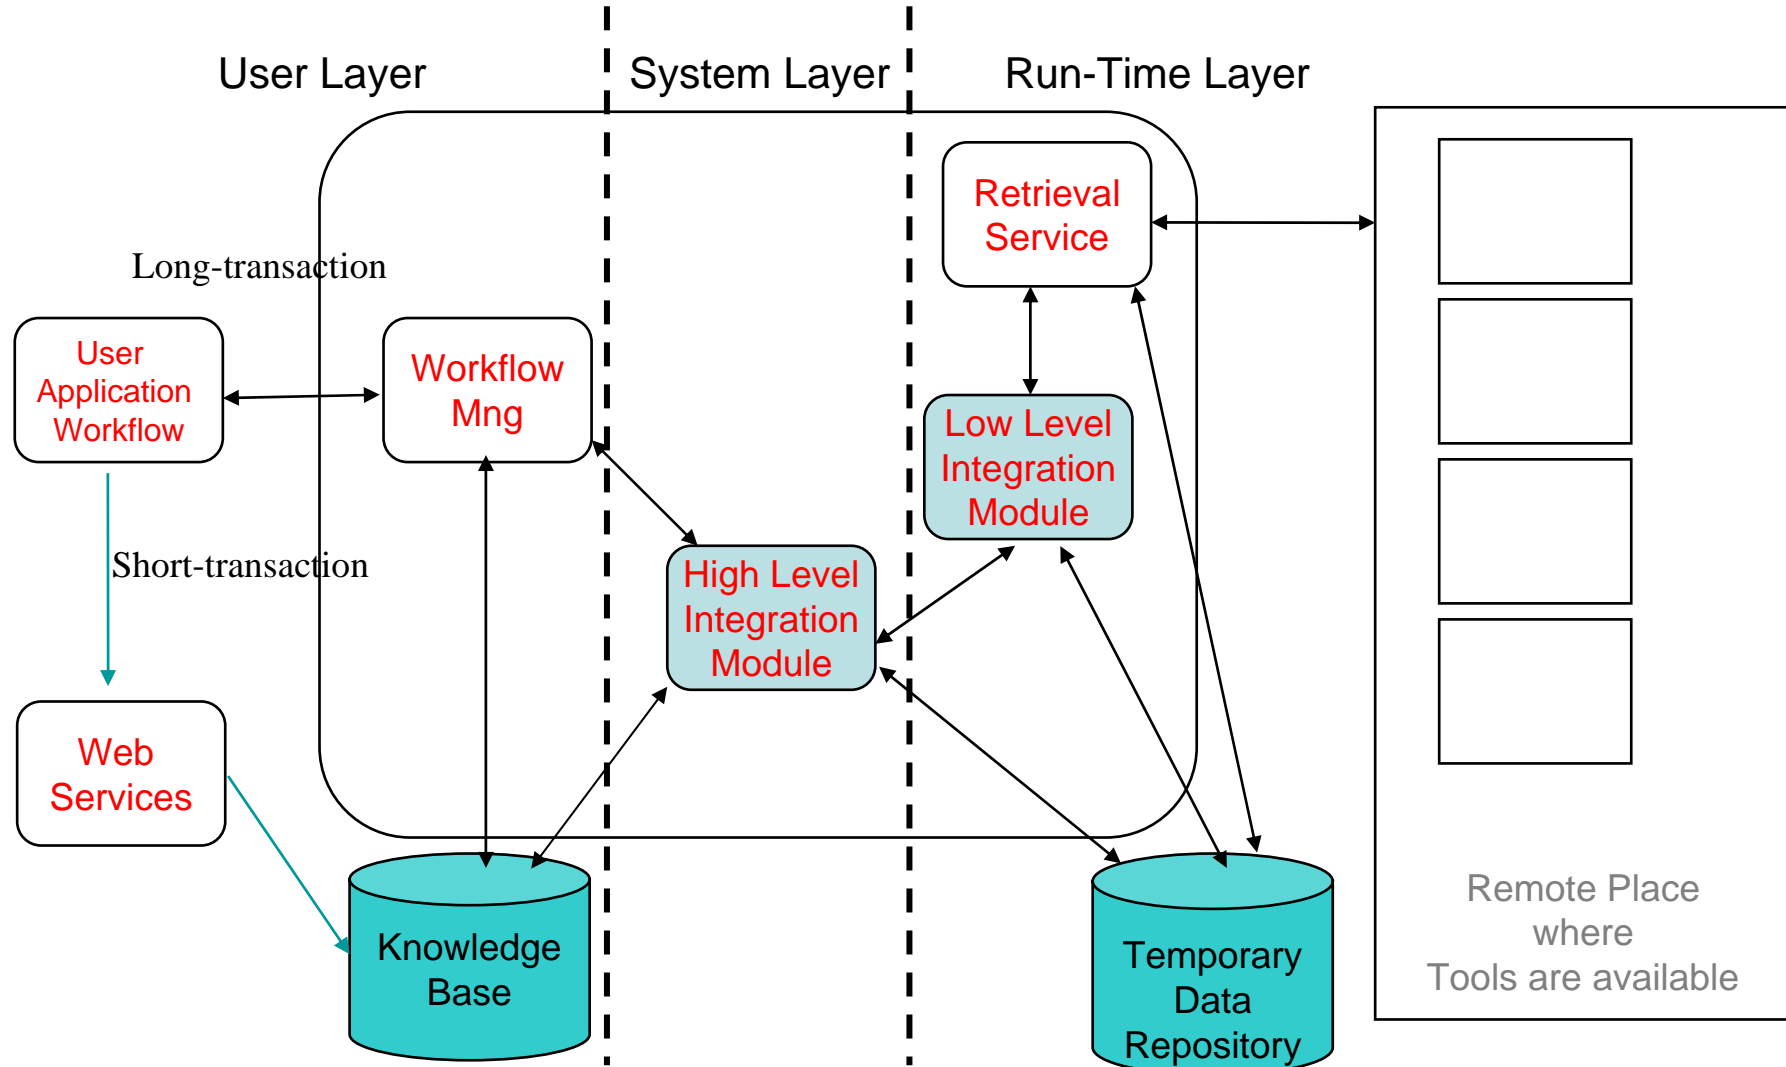 User Layer
System Layer
Run-Time Layer
Retrieval
Service
Long-transaction
User
Application
Workflow
Workflow
Mng
Low Level
Integration
Module
Short-transaction
High Level
Integration
Module
Web
Services
Knowledge
Base
Temporary
Data
Repository
Remote Place
where
Tools are available